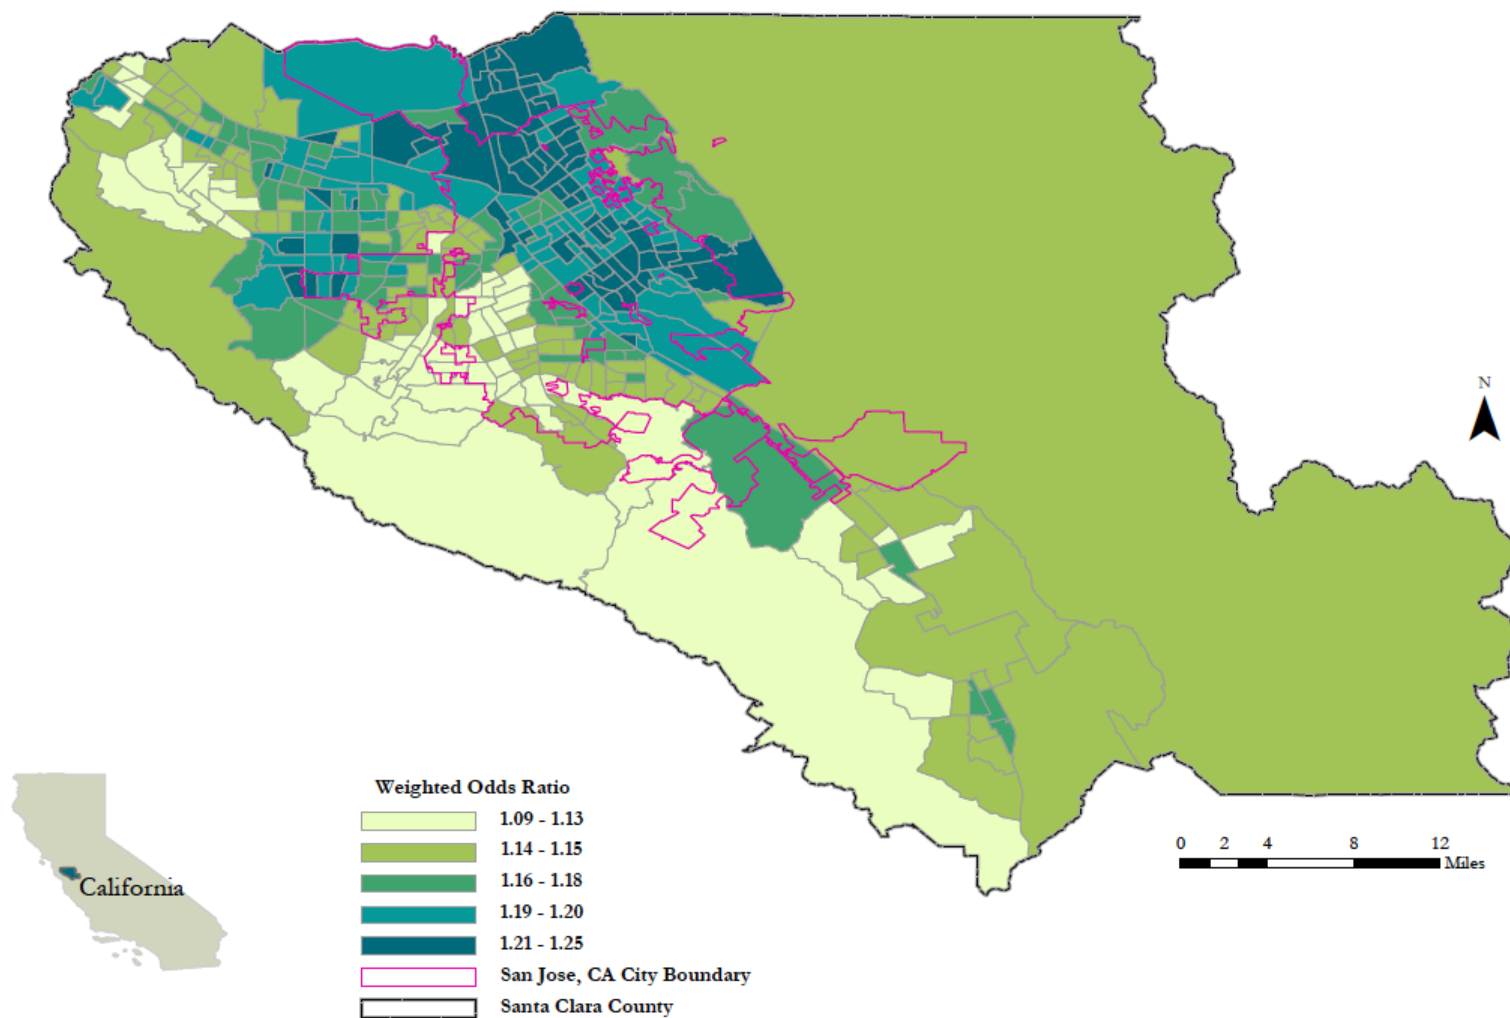 N
0 2 4 8 12
Miles
California
Weighted Odds Ratio
1.09 - 1.13
1.14 - 1.15
1.16 - 1.18
1.19 - 1.20
1.21 - 1.25
San Jose, CA City Boundary
Santa Clara County